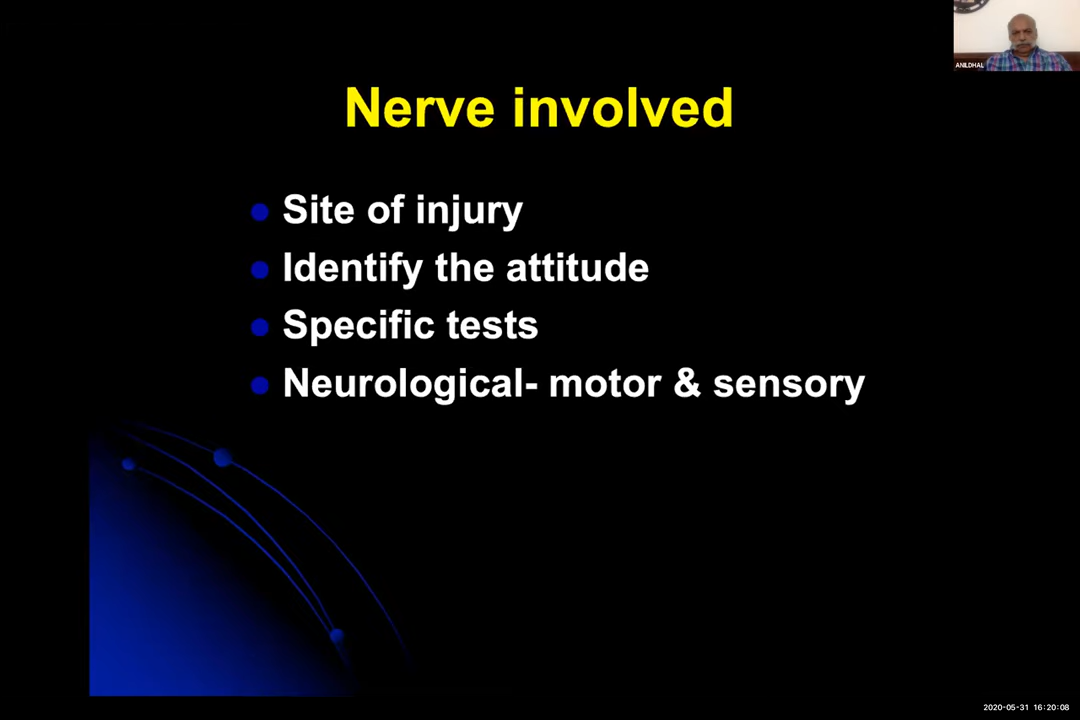 ANILDHAL
Nerve involved
Site of injury
Identify the attitude
Specific tests
Neurological- motor & sensory
2020-05-31 16:20:08